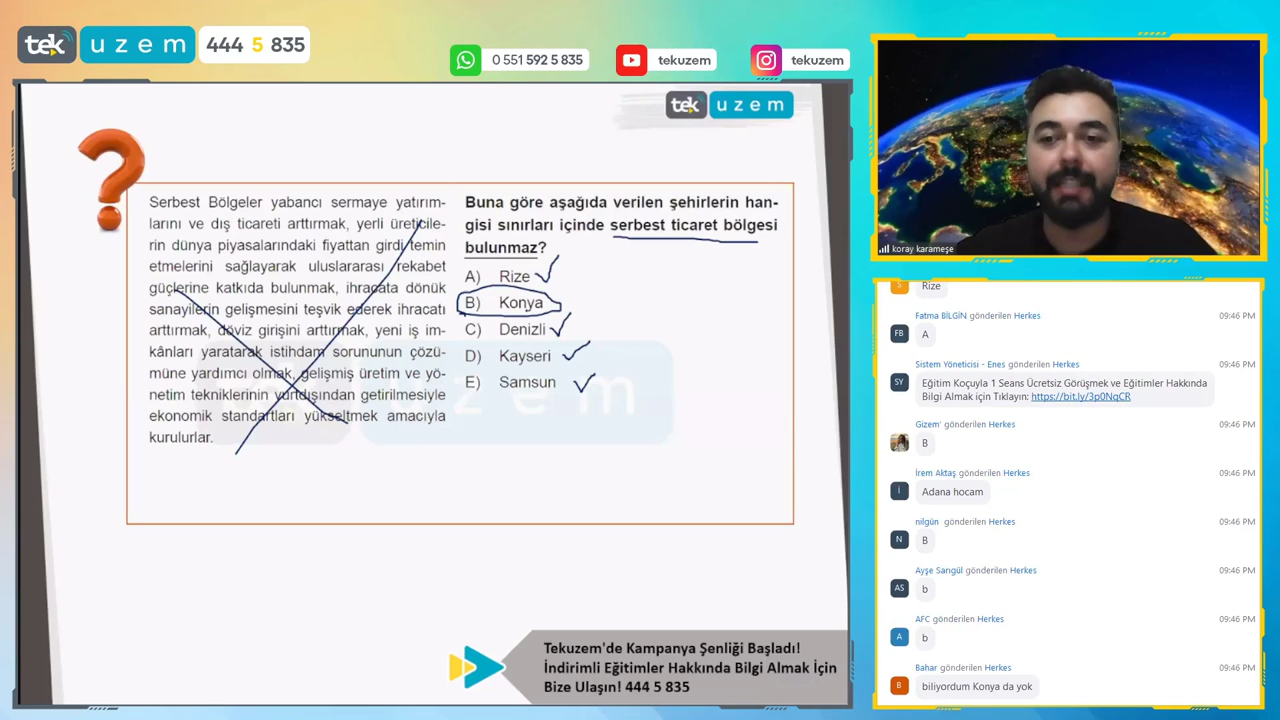 tek uzem 444 5 835
0 551 592 5 835
tekuzem
tekuzem
tek uzem
Serbest Bölgeler yabancı sermaye yatırım-
larını ve dış ticareti arttırmak, yerli üreticile-
rin dünya piyasalarındaki fiyattan girdi temin
etmelerini sağlayarak uluslararası rekabet
güçlerine katkıda bulunmak, ihracata dönük
sanayilerin gelişmesini teşvik ederek ihracatı
arttırmak, döviz girişini arttırmak, yeni iş im-
kânları yaratarak istihdam sorununun çözü-
müne yardımcı olmak, gelişmiş üretim ve yö-
netim tekniklerinin yurtdışından getirilmesiyle
ekonomik standartları yükseltmek amacıyla
kurulurlar.
Buna göre aşağıda verilen şehirlerin han-
gisi sınırları içinde serbest ticaret bölgesi
bulunmaz?
A) Rize
B) Konya
C) Denizli
D) Kayseri
E) Samsun
uzem
Tekuzem'de Kampanya Şenliği Başladı!
İndirimli Eğitimler Hakkında Bilgi Almak İçin
Bize Ulaşın! 444 5 835
koray karameşe
S
Rize
Fatma BİLGİN gönderilen Herkes 09:46 PM
FB
A
Sistem Yöneticisi - Enes gönderilen Herkes 09:46 PM
SY
Eğitim Koçuyla 1 Seans Ücretsiz Görüşmek ve Eğitimler Hakkında
Bilgi Almak için Tıklayın: https://bit.ly/3p0NqCR
Gizem' gönderilen Herkes 09:46 PM
B
İrem Aktaş gönderilen Herkes 09:46 PM
İ
Adana hocam
nilgün gönderilen Herkes 09:46 PM
N
B
Ayşe Sarıgül gönderilen Herkes 09:46 PM
AS
b
AFC gönderilen Herkes 09:46 PM
A
b
Bahar gönderilen Herkes 09:46 PM
B
biliyordum Konya da yok